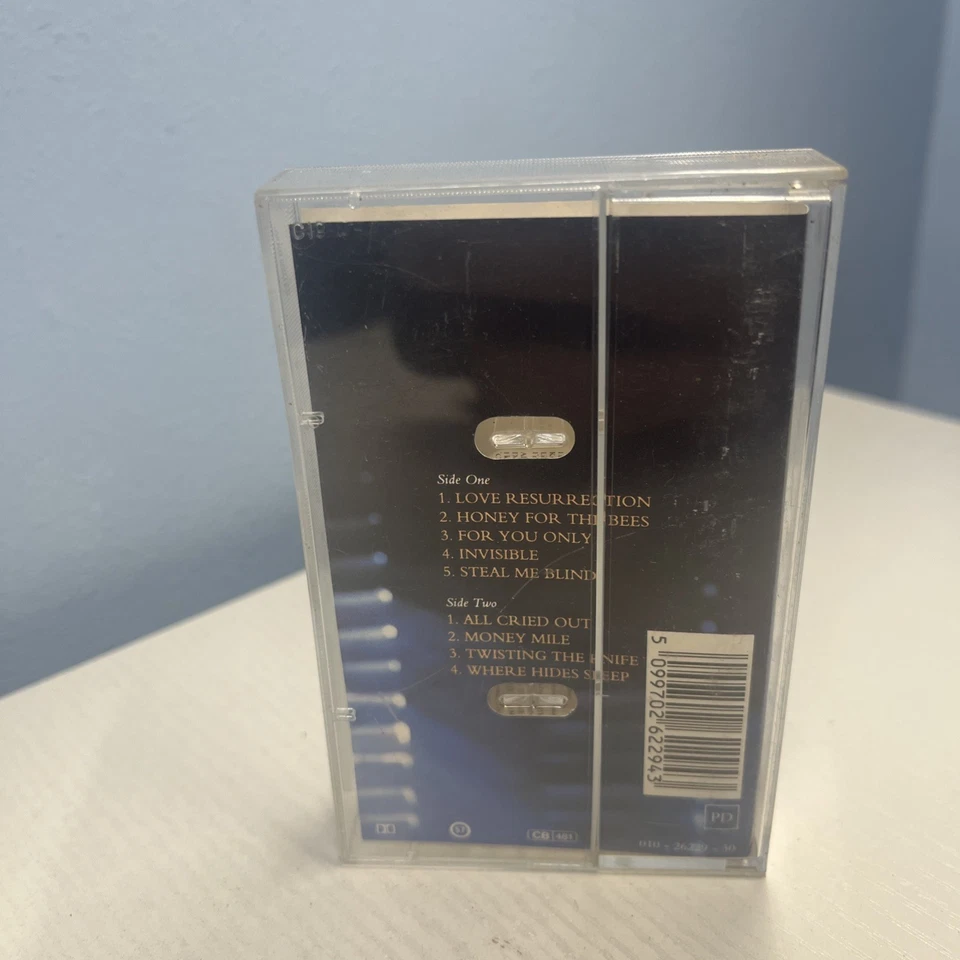 Side One
1. LOVE RESURRECTION
2. HONEY FOR THE BEES
3. FOR YOU ONLY
4. INVISIBLE
5. STEAL ME BLIND
Side Two
1. ALL CRIED OUT
2. MONEY MILE
3. TWISTING THE KNIFE
4. WHERE HIDES SLEEP
5 099702 622943
PD
CB